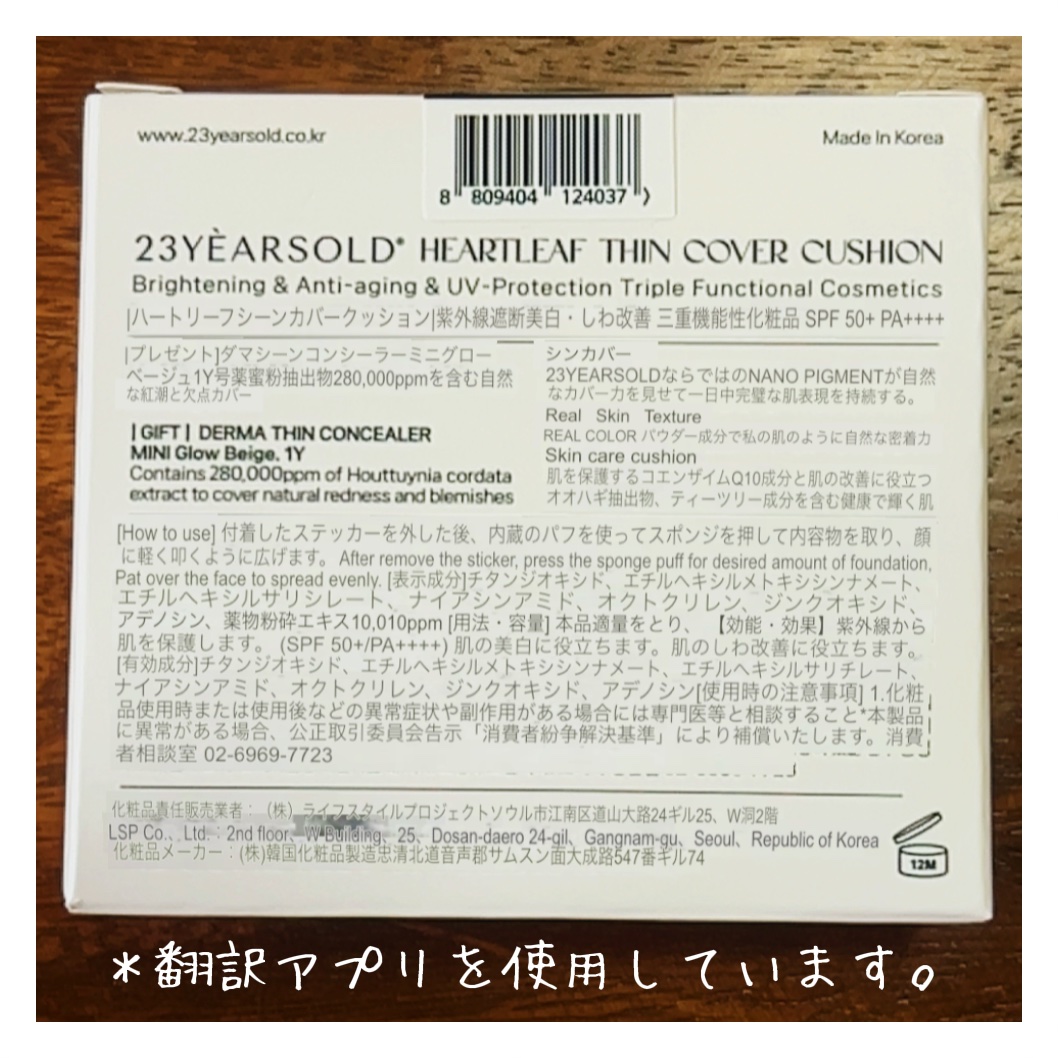 www.23yearsold.co.kr
Made In Korea
8 809404 124037 >
23YÈARSOLD® HEARTLEAF THIN COVER CUSHION
Brightening & Anti-aging & UV-Protection Triple Functional Cosmetics
|ハートリーフシーンカバークッション|紫外線遮断美白・しわ改善 三重機能性化粧品 SPF 50+ PA++++
|プレゼント]ダマシーンコンシーラーミニグロー
ベージュ1Y号薬蜜粉抽出物280,000ppmを含む自然
な紅潮と欠点カバー
| GIFT | DERMA THIN CONCEALER
MINI Glow Beige. 1Y
Contains 280,000ppm of Houttuynia cordata
extract to cover natural redness and blemishes
シンカバー
23YEARSOLDならではのNANO PIGMENTが自然
なカバー力を見せて一日中完璧な肌表現を持続する。
Real Skin Texture
REAL COLOR パウダー成分で私の肌のように自然な密着力
Skin care cushion
肌を保護するコエンザイムQ10成分と肌の改善に役立つ
オオハギ抽出物、ティーツリー成分を含む健康で輝く肌
[How to use] 付着したステッカーを外した後、内蔵のパフを使ってスポンジを押して内容物を取り、顔
に軽く叩くように広げます。 After remove the sticker, press the sponge puff for desired amount of foundation,
Pat over the face to spread evenly. [表示成分]チタンジオキシド、エチルヘキシルメトキシシンナメート、
エチルヘキシルサリシレート、ナイアシンアミド、オクトクリレン、ジンクオキシド、
アデノシン、薬物粉砕エキス10,010ppm [用法・容量] 本品適量をとり、【効能・効果】紫外線から
肌を保護します。 (SPF 50+/PA++++) 肌の美白に役立ちます。肌のしわ改善に役立ちます。
[有効成分]チタンジオキシド、エチルヘキシルメトキシシンナメート、エチルヘキシルサリチレート、
ナイアシンアミド、オクトクリレン、ジンクオキシド、アデノシン[使用時の注意事項] 1.化粧
品使用時または使用後などの異常症状や副作用がある場合には専門医等と相談すること*本製品
に異常がある場合、公正取引委員会告示「消費者紛争解決基準」により補償いたします。消費
者相談室 02-6969-7723
化粧品責任販売業者：（株）ライフスタイルプロジェクトソウル市江南区道山大路24ギル25、W洞2階
LSP Co., Ltd. : 2nd floor, W Building, 25, Dosan-daero 24-gil, Gangnam-gu, Seoul, Republic of Korea
化粧品メーカー：(株)韓国化粧品製造忠清北道音声郡サムスン面大成路547番ギル74
12M
*翻訳アプリを使用しています。